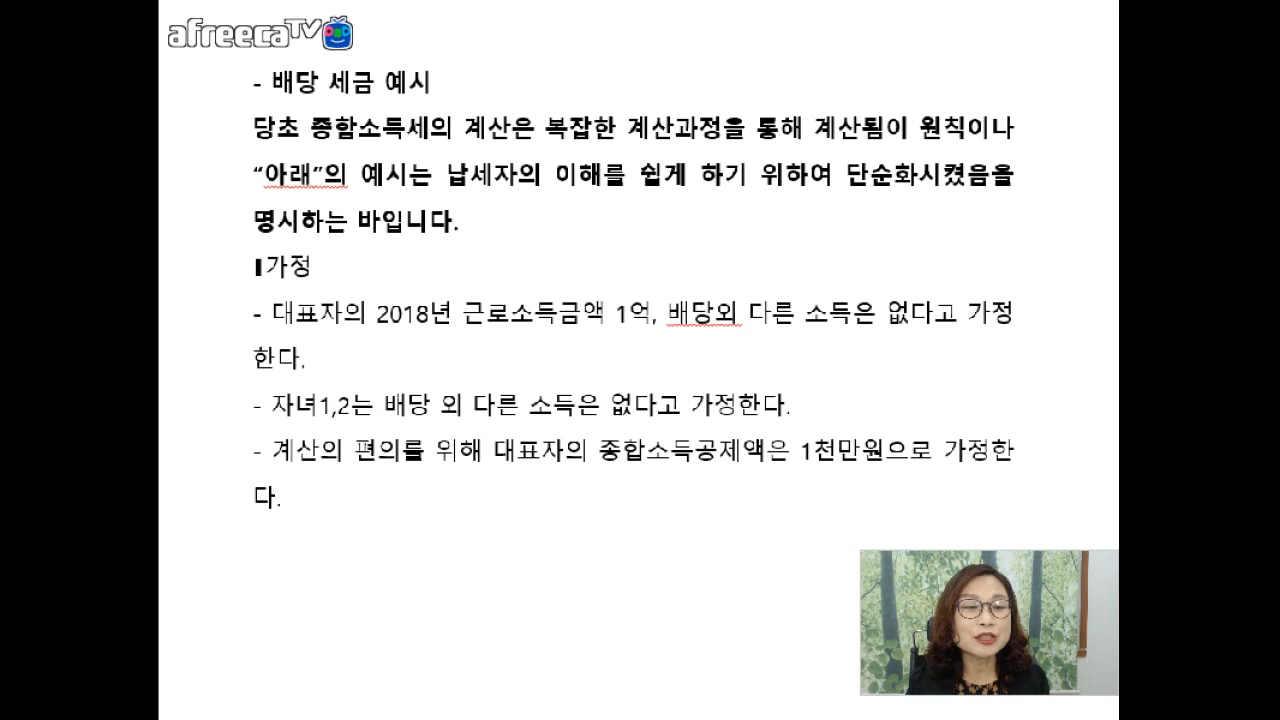 afreecaTV
- 배당 세금 예시
당초 종합소득세의 계산은 복잡한 계산과정을 통해 계산됨이 원칙이나
“아래”의 예시는 납세자의 이해를 쉽게 하기 위하여 단순화시켰음을
명시하는 바입니다.
▎가정
- 대표자의 2018년 근로소득금액 1억, 배당외 다른 소득은 없다고 가정
한다.
- 자녀1,2는 배당 외 다른 소득은 없다고 가정한다.
- 계산의 편의를 위해 대표자의 종합소득공제액은 1천만원으로 가정한
다.